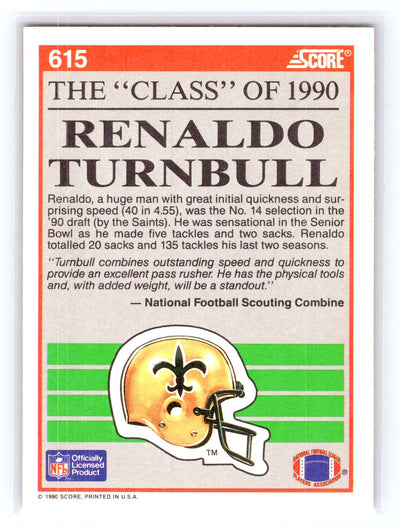 615
SCORE®
THE "CLASS" OF 1990
RENALDO
TURNBULL
Renaldo, a huge man with great initial quickness and sur-
prising speed (40 in 4.55), was the No. 14 selection in the
'90 draft (by the Saints). He was sensational in the Senior
Bowl as he made five tackles and two sacks. Renaldo
totalled 20 sacks and 135 tackles his last two seasons.
"Turnbull combines outstanding speed and quickness to
provide an excellent pass rusher. He has the physical tools
and, with added weight, will be a standout."
— National Football Scouting Combine
TM
NFL
Officially
Licensed
Product
NATIONAL FOOTBALL LEAGUE
PLAYERS ASSOCIATION
© 1990 SCORE, PRINTED IN U.S.A.